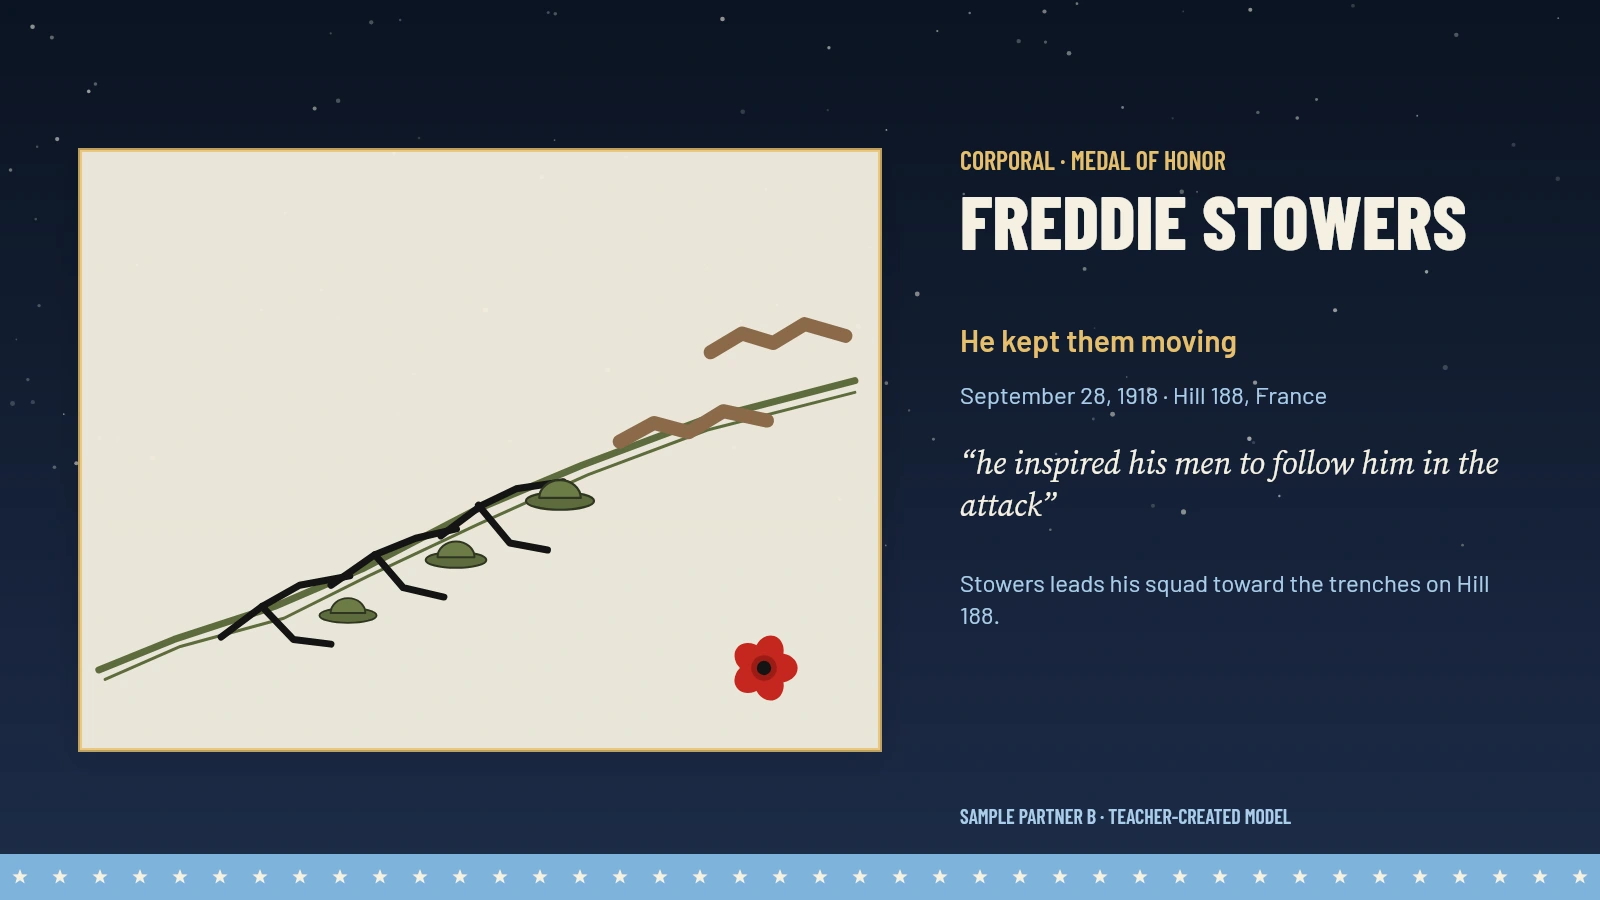 CORPORAL · MEDAL OF HONOR
FREDDIE STOWERS
He kept them moving
September 28, 1918 · Hill 188, France
“he inspired his men to follow him in the
attack”
Stowers leads his squad toward the trenches on Hill
188.
SAMPLE PARTNER B · TEACHER-CREATED MODEL